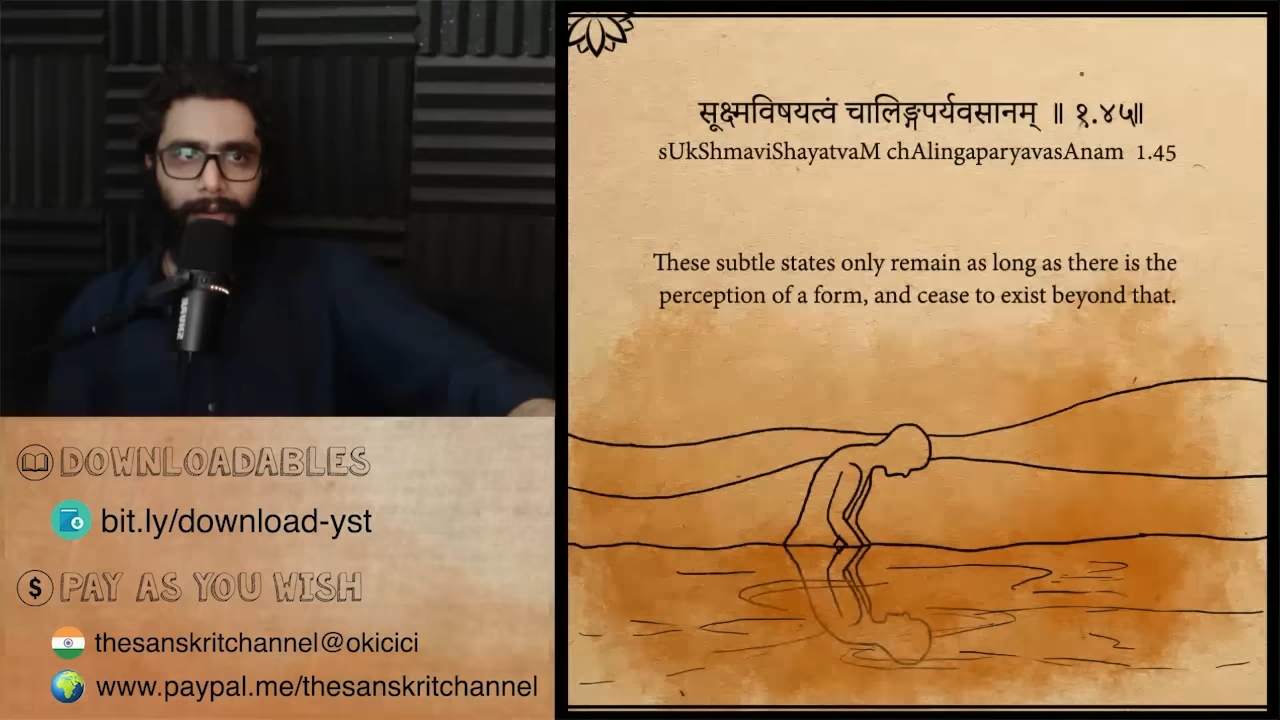 सूक्ष्मविषयत्वं चालिङ्गपर्यवसानम् ॥ १.४५॥
sUkShmaviShayatvaM chAlingaparyavasAnam 1.45
These subtle states only remain as long as there is the
perception of a form, and cease to exist beyond that.
DOWNLOADABLES
bit.ly/download-yst
$ PAY AS YOU WISH
thesanskritchannel@okicici
www.paypal.me/thesanskritchannel